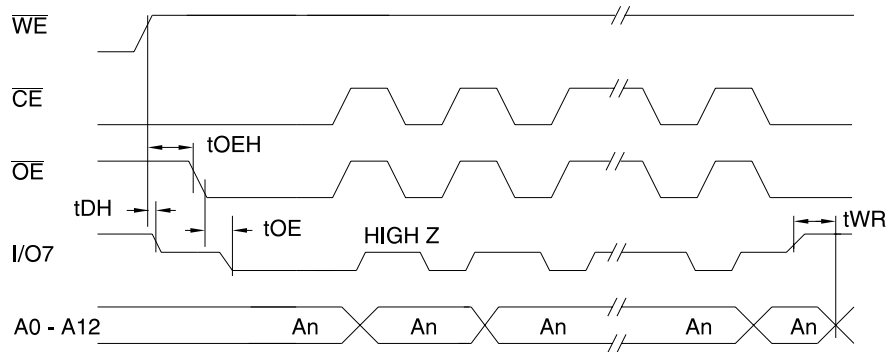 WE
CE
tOEH
OE
tDH
tOE
HIGH Z
tWR
I/O7
A0 - A12 An An An An An